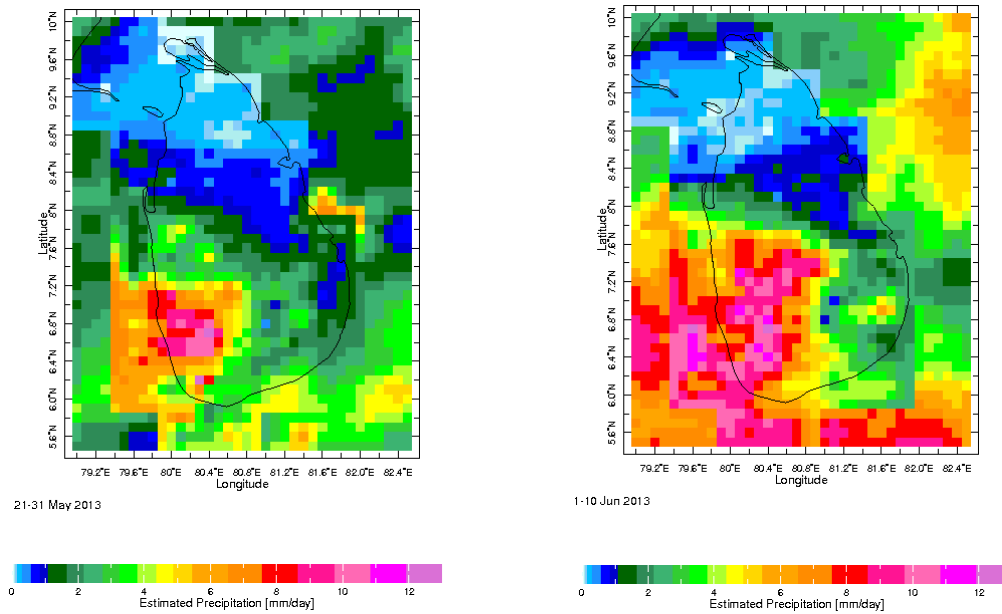 10°N
9.6°N
9.2°N
8.8°N
8.4°N
8°N
7.6°N
7.2°N
6.8°N
6.4°N
6.0°N
5.6°N
Latitude
79.2°E 79.6°E 80°E 80.4°E 80.8°E 81.2°E 81.6°E 82.0°E 82.4°E
Longitude
21-31 May 2013
0 2 4 6 8 10 12
Estimated Precipitation [mm/day]
10°N
9.6°N
9.2°N
8.8°N
8.4°N
8°N
7.6°N
7.2°N
6.8°N
6.4°N
6.0°N
5.6°N
Latitude
79.2°E 79.6°E 80°E 80.4°E 80.8°E 81.2°E 81.6°E 82.0°E 82.4°E
Longitude
1-10 Jun 2013
0 2 4 6 8 10 12
Estimated Precipitation [mm/day]